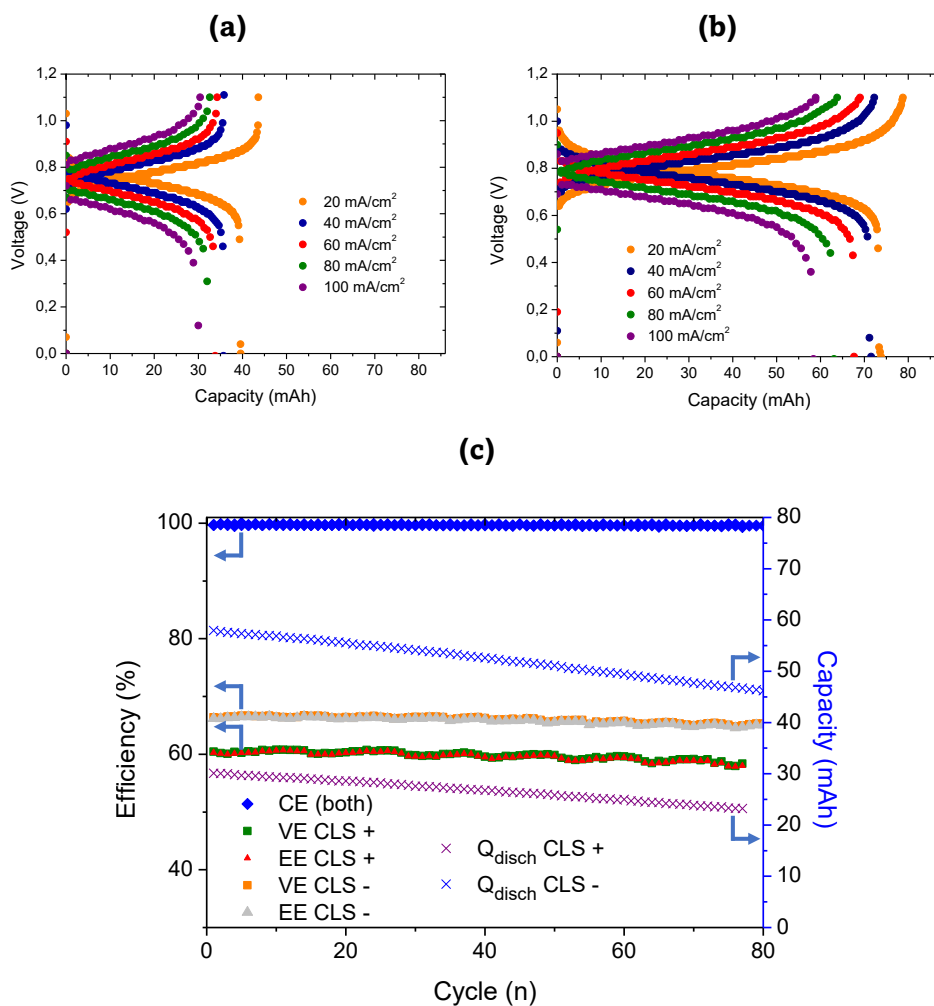 (a)
1,2
1,0
0,8
0,6
0,4
0,2
0,0
Voltage (V)
20 mA/cm²
40 mA/cm²
60 mA/cm²
80 mA/cm²
100 mA/cm²
0 10 20 30 40 50 60 70 80
Capacity (mAh)
(b)
1,2
1,0
0,8
0,6
0,4
0,2
0,0
Voltage (V)
20 mA/cm²
40 mA/cm²
60 mA/cm²
80 mA/cm²
100 mA/cm²
0 10 20 30 40 50 60 70 80
Capacity (mAh)
(c)
100
80
60
40
Efficiency (%)
CE (both)
VE CLS +
EE CLS +
VE CLS -
EE CLS -
Qdisch CLS +
Qdisch CLS -
80
70
60
50
40
30
20
10
0
Capacity (mAh)
0 20 40 60 80
Cycle (n)